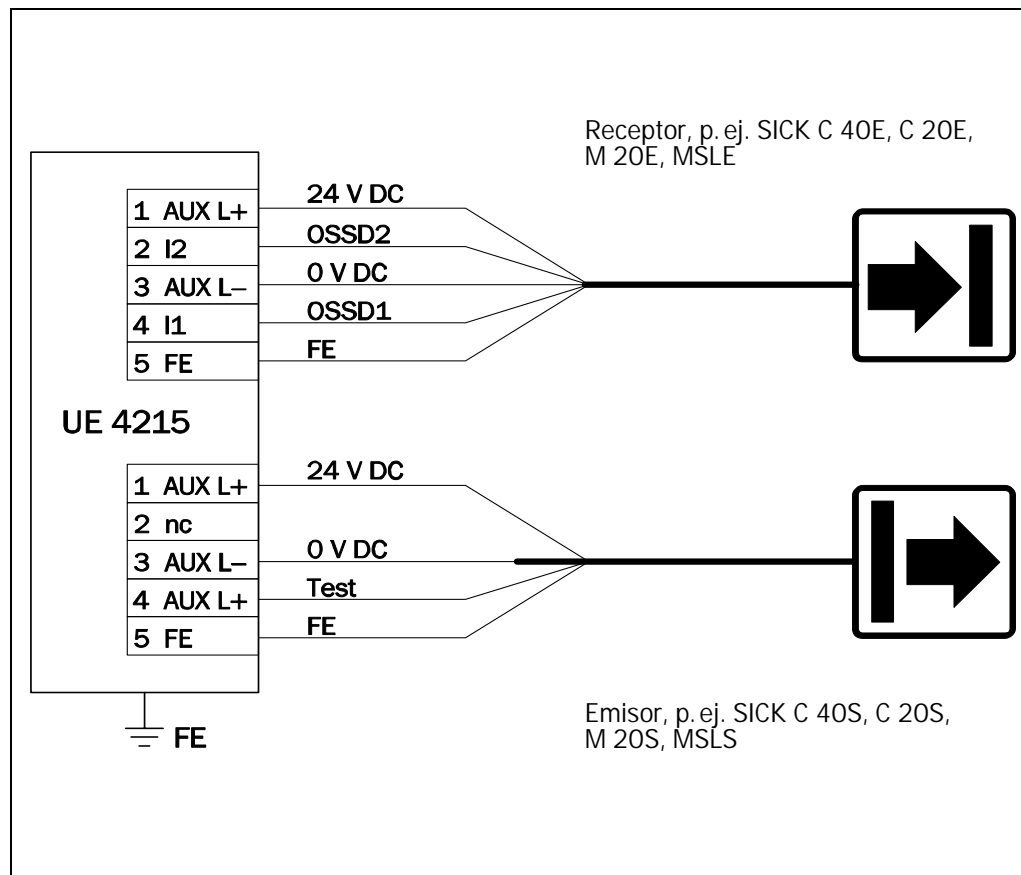 Receptor, p. ej. SICK C 40E, C 20E,
M 20E, MSLE
1 AUX L+
24 V DC
2 I2
OSSD2
3 AUX L–
0 V DC
4 I1
OSSD1
5 FE
FE
UE 4215
1 AUX L+
24 V DC
2 nc
3 AUX L–
0 V DC
4 AUX L+
Test
5 FE
FE
FE
Emisor, p. ej. SICK C 40S, C 20S,
M 20S, MSLS